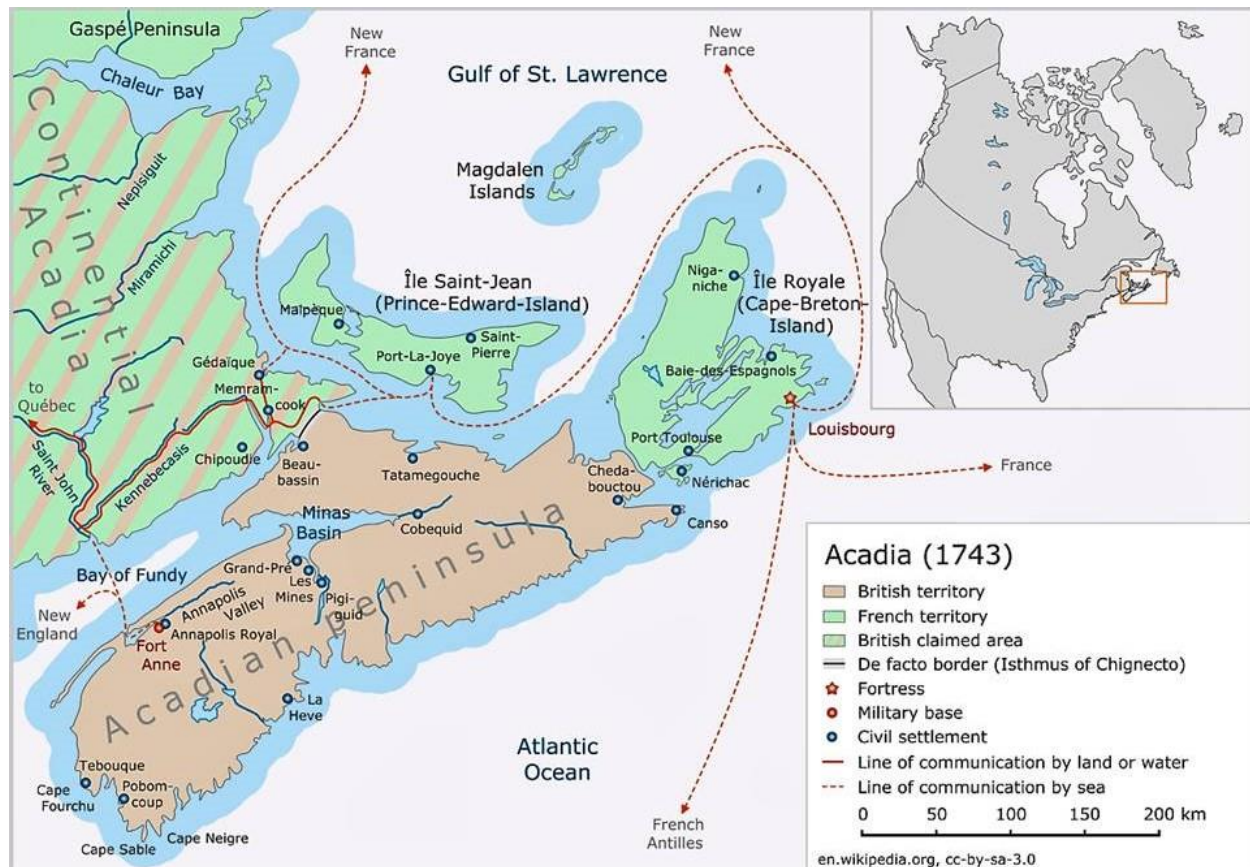 Gaspé Peninsula
Chaleur Bay
New
France
New
France
Gulf of St. Lawrence
Magdalen
Islands
Continental
Acadia
Nepisiguit
Miramichi
Île Saint-Jean
(Prince-Edward-Island)
Malpèque
Saint-
Pierre
Port-La-Joye
Niga-
niche
Île Royale
(Cape-Breton-
Island)
Baie-des-Espagnols
Louisbourg
Port Toulouse
Nérichac
France
Gédaïque
Memram-
cook
to
Québec
Saint John
River
Kennebecasis
Chipoudie
Beau-
bassin
Tatamegouche
Cheda-
bouctou
Canso
Minas
Basin
Cobequid
Grand-Pré
Les
Mines
Pigi-
guid
Bay of Fundy
New
England
Annapolis
Valley
Annapolis Royal
Fort
Anne
Acadian peninsula
La
Heve
Tebouque
Cape
Fourchu
Pobom-
coup
Cape Neigre
Cape Sable
Atlantic
Ocean
French
Antilles
Acadia (1743)
British territory
French territory
British claimed area
De facto border (Isthmus of Chignecto)
Fortress
Military base
Civil settlement
Line of communication by land or water
Line of communication by sea
0 50 100 150 200 km
en.wikipedia.org, cc-by-sa-3.0